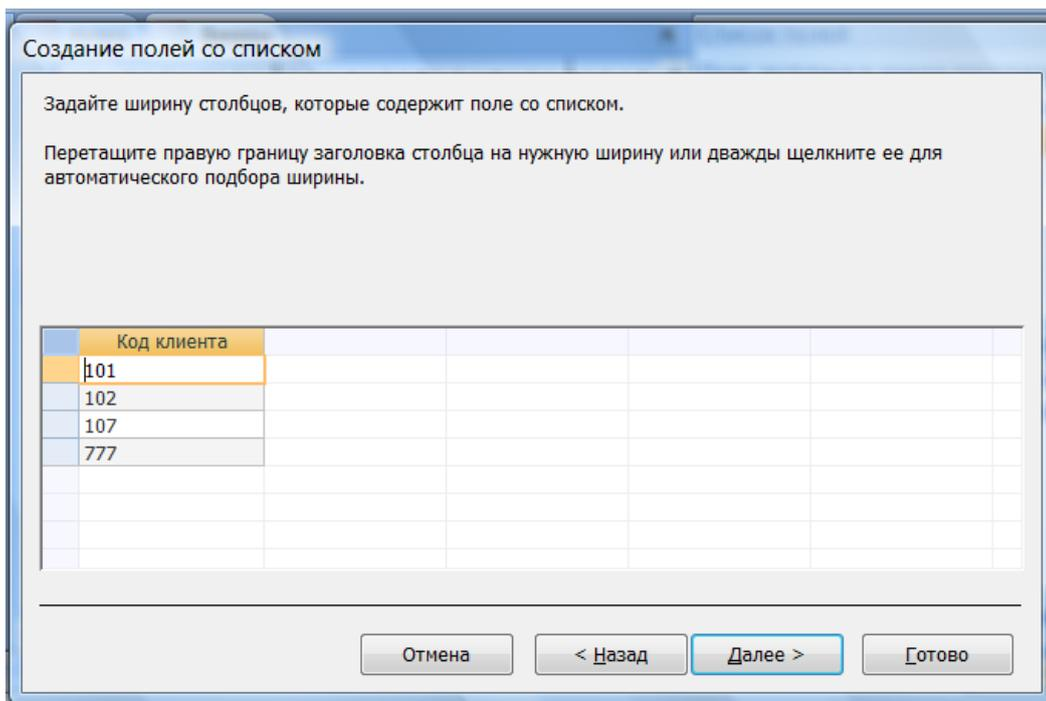 Создание полей со списком
Задайте ширину столбцов, которые содержит поле со списком.
Перетащите правую границу заголовка столбца на нужную ширину или дважды щелкните ее для
автоматического подбора ширины.
Код клиента
101
102
107
777
Отмена
< Назад
Далее >
Готово